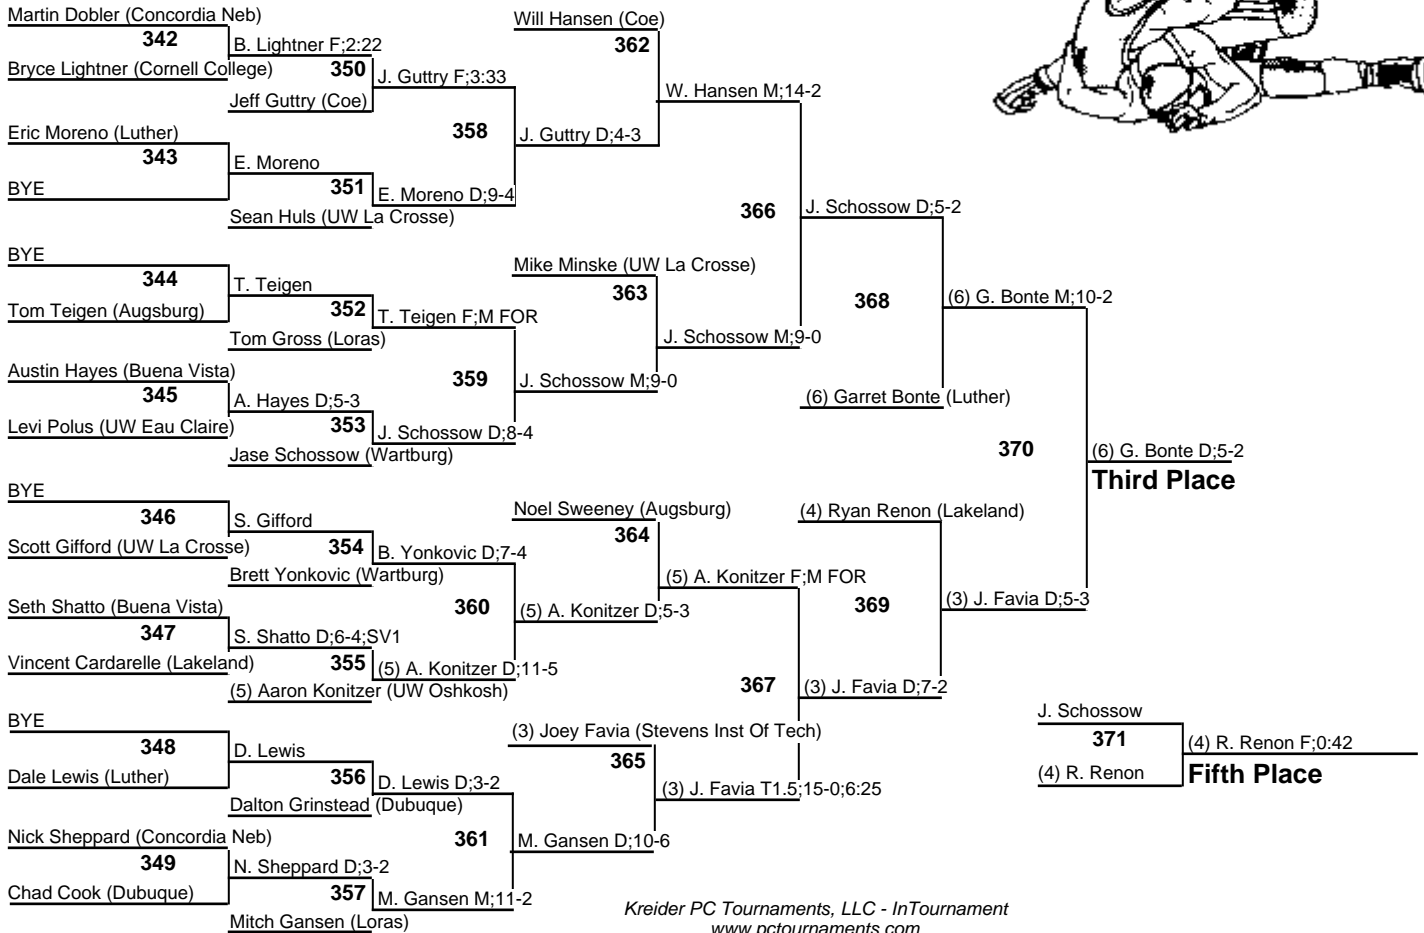 Martin Dobler (Concordia Neb)
342
B. Lightner F;2:22
Bryce Lightner (Cornell College)
350
J. Guttry F;3:33
Jeff Guttry (Coe)
Eric Moreno (Luther)
343
E. Moreno
BYE
351
E. Moreno D;9-4
Sean Huls (UW La Crosse)
358
J. Guttry D;4-3
Will Hansen (Coe)
362
W. Hansen M;14-2
BYE
344
T. Teigen
Tom Teigen (Augsburg)
352
T. Teigen F;M FOR
Tom Gross (Loras)
Austin Hayes (Buena Vista)
345
A. Hayes D;5-3
Levi Polus (UW Eau Claire)
353
J. Schossow D;8-4
Jase Schossow (Wartburg)
359
J. Schossow M;9-0
Mike Minske (UW La Crosse)
363
J. Schossow M;9-0
366
J. Schossow D;5-2
368
(6) G. Bonte M;10-2
(6) Garret Bonte (Luther)
370
(6) G. Bonte D;5-2
Third Place
BYE
346
S. Gifford
Scott Gifford (UW La Crosse)
354
B. Yonkovic D;7-4
Brett Yonkovic (Wartburg)
Seth Shatto (Buena Vista)
347
S. Shatto D;6-4;SV1
Vincent Cardarelle (Lakeland)
355
(5) A. Konitzer D;11-5
(5) Aaron Konitzer (UW Oshkosh)
360
(5) A. Konitzer D;5-3
Noel Sweeney (Augsburg)
364
(5) A. Konitzer F;M FOR
(4) Ryan Renon (Lakeland)
369
(3) J. Favia D;5-3
367
(3) J. Favia D;7-2
BYE
348
D. Lewis
Dale Lewis (Luther)
356
D. Lewis D;3-2
Dalton Grinstead (Dubuque)
Nick Sheppard (Concordia Neb)
349
N. Sheppard D;3-2
Chad Cook (Dubuque)
357
M. Gansen M;11-2
Mitch Gansen (Loras)
361
M. Gansen D;10-6
(3) Joey Favia (Stevens Inst Of Tech)
365
(3) J. Favia T1.5;15-0;6:25
J. Schossow
371
(4) R. Renon F;0:42
(4) R. Renon
Fifth Place
Kreider PC Tournaments, LLC - InTournament
www.pctournaments.com